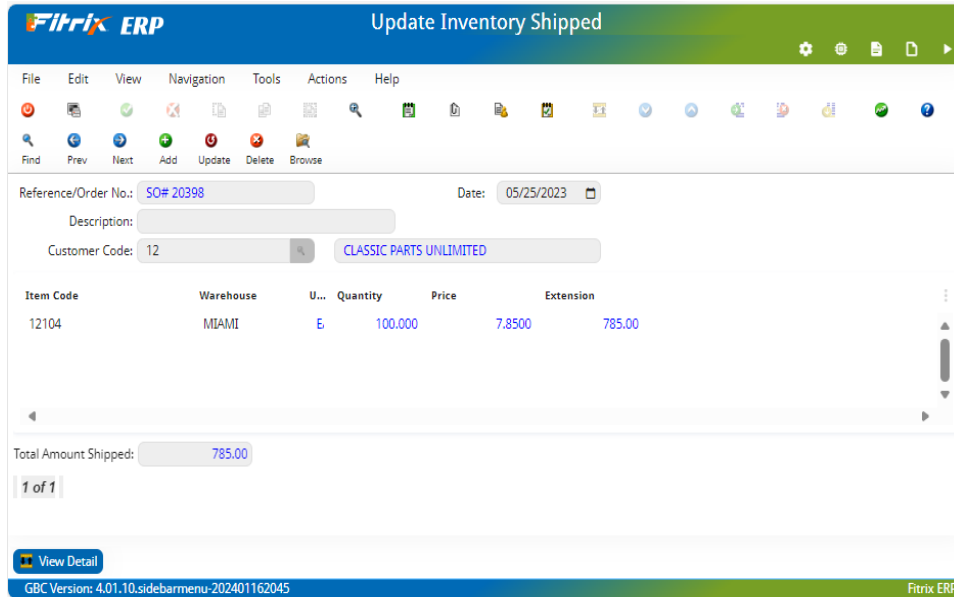 Fitrix ERP
Update Inventory Shipped
File Edit View Navigation Tools Actions Help
Find Prev Next Add Update Delete Browse
Reference/Order No.: SO# 20398 Date: 05/25/2023
Description:
Customer Code: 12 CLASSIC PARTS UNLIMITED
Item Code Warehouse U... Quantity Price Extension
12104 MIAMI E 100.000 7.8500 785.00
Total Amount Shipped: 785.00
1 of 1
View Detail
GBC Version: 4.01.10.sidebarmenu-202401162045 Fitrix ERP